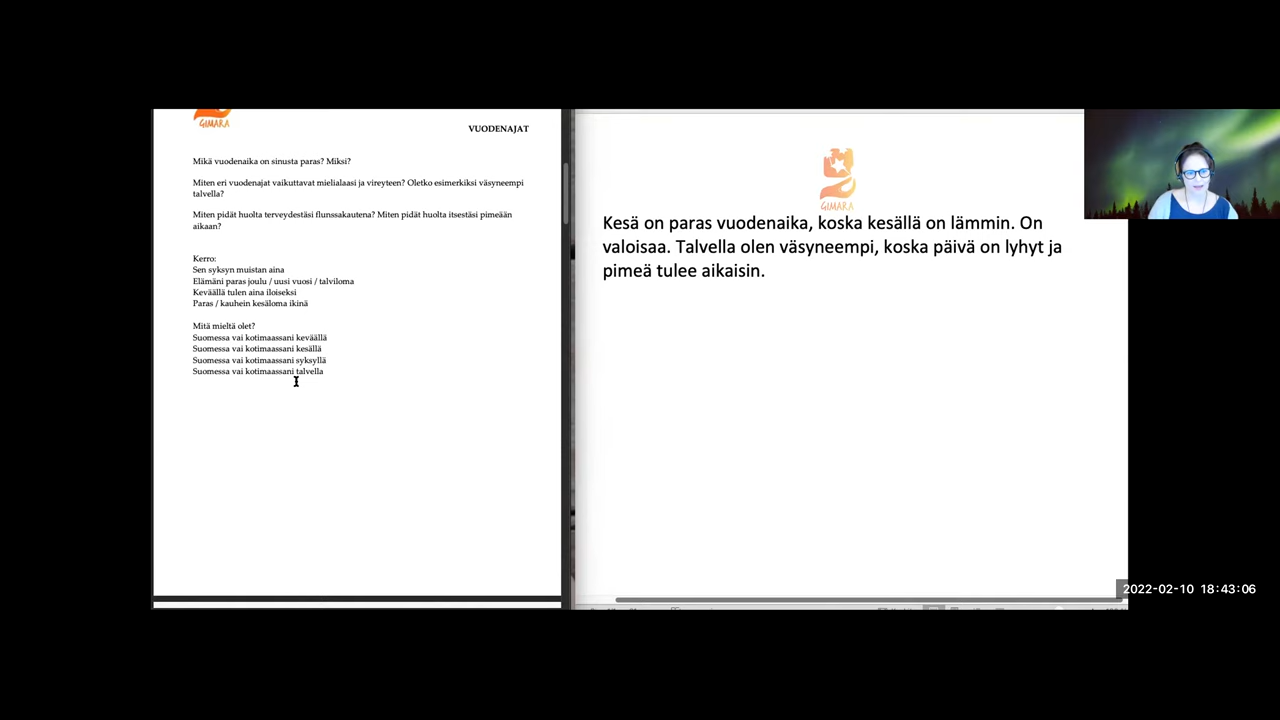 GIMARA
VUODENAJAT
Mikä vuodenaika on sinusta paras? Miksi?
Miten eri vuodenajat vaikuttavat mielialaasi ja vireyteen? Oletko esimerkiksi väsyneempi
talvella?
Miten pidät huolta terveydestäsi flunssakautena? Miten pidät huolta itsestäsi pimeään
aikaan?
Kerro:
Sen syksyn muistan aina
Elämäni paras joulu / uusi vuosi / talviloma
Keväällä tulen aina iloiseksi
Paras / kauhein kesäloma ikinä
Mitä mieltä olet?
Suomessa vai kotimaassani keväällä
Suomessa vai kotimaassani kesällä
Suomessa vai kotimaassani syksyllä
Suomessa vai kotimaassani talvella
GIMARA
Kesä on paras vuodenaika, koska kesällä on lämmin. On
valoisaa. Talvella olen väsyneempi, koska päivä on lyhyt ja
pimeä tulee aikaisin.
2022-02-10 18:43:06